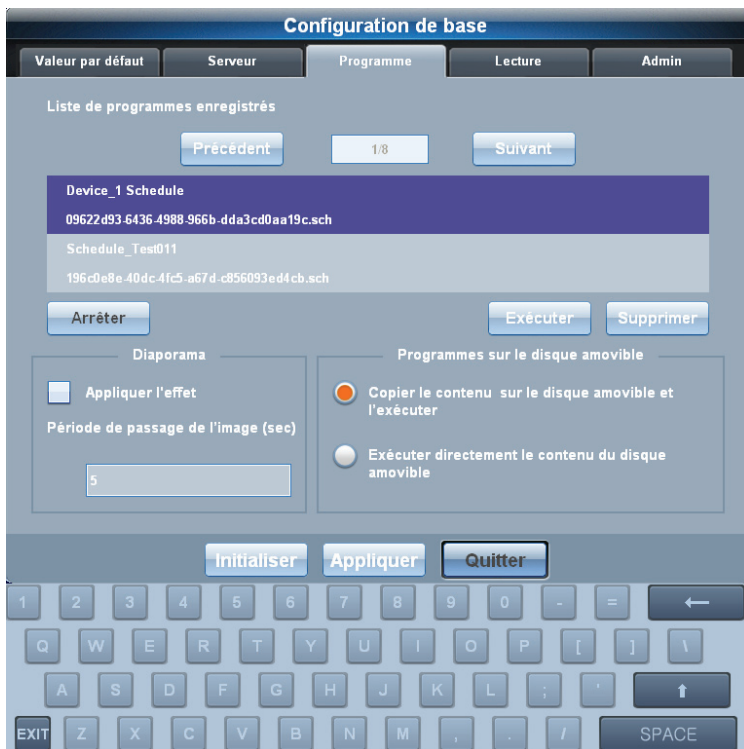 Configuration de base
Valeur par défaut Serveur Programme Lecture Admin
Liste de programmes enregistrés
Précédent 1/8 Suivant
Device_1 Schedule
09622d93-6436-4988-966b-dda3cd0aa19c.sch
Schedule_Test011
196c0e8e-40dc-4fc5-a67d-c856093ed4cb.sch
Arrêter Exécuter Supprimer
Diaporama Programmes sur le disque amovible
Appliquer l'effet
Copier le contenu sur le disque amovible et
l'exécuter
Période de passage de l'image (sec)
Exécuter directement le contenu du disque
amovible
5
Initialiser Appliquer Quitter
1 2 3 4 5 6 7 8 9 0 - = ←
Q W E R T Y U I O P [ ] \
A S D F G H J K L ; ' ↑
EXIT Z X C V B N M , . / SPACE